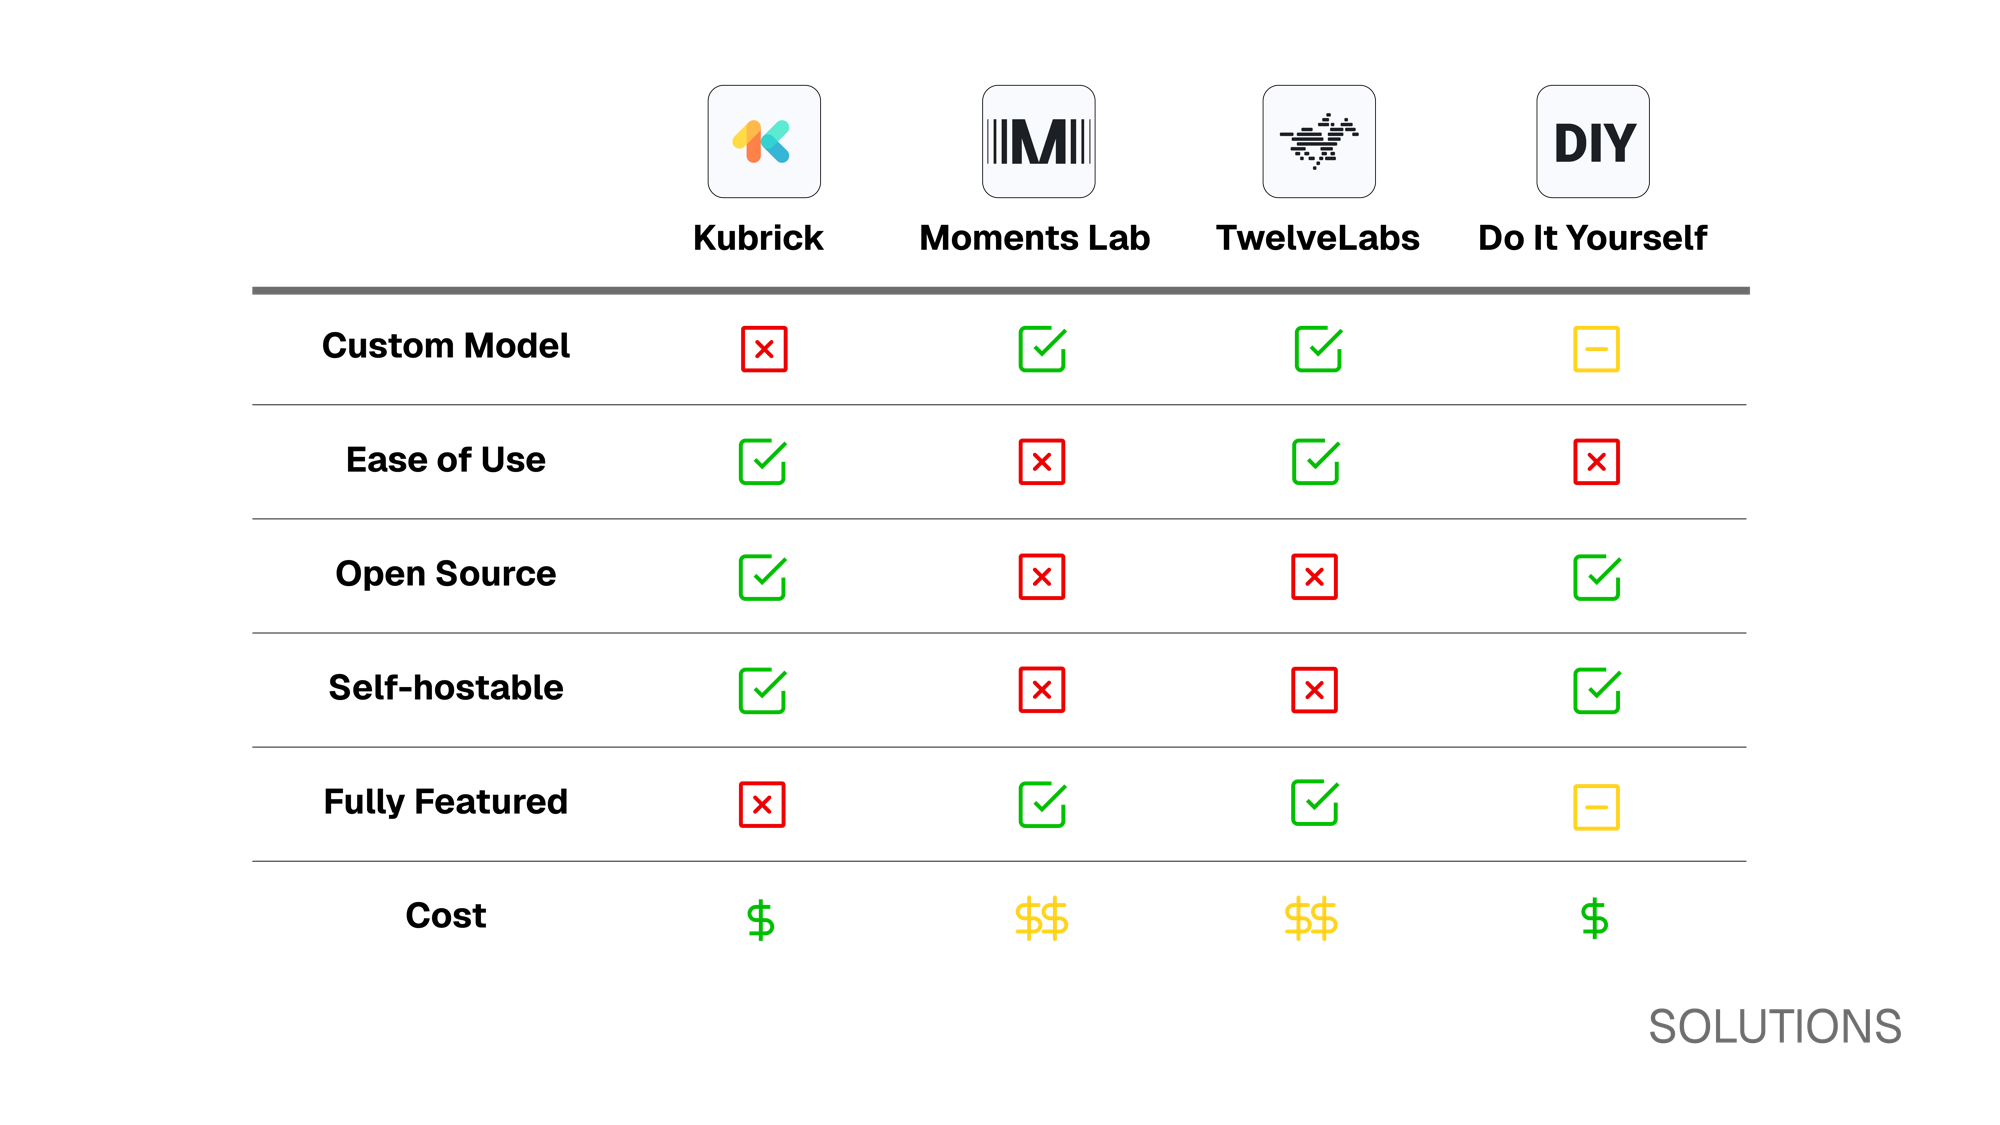 M
DIY
Kubrick Moments Lab TwelveLabs Do It Yourself
Custom Model
Ease of Use
Open Source
Self-hostable
Fully Featured
Cost $ $$ $$ $
SOLUTIONS